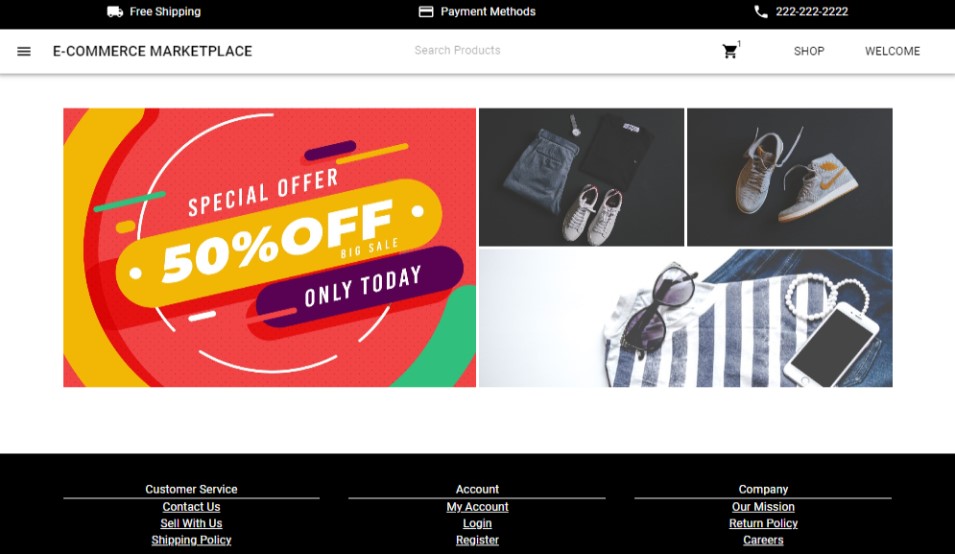 Free Shipping
Payment Methods
222-222-2222
E-COMMERCE MARKETPLACE
Search Products
1
SHOP
WELCOME
SPECIAL OFFER
50%OFF
BIG SALE
ONLY TODAY
Customer Service
Contact Us
Sell With Us
Shipping Policy
Account
My Account
Login
Register
Company
Our Mission
Return Policy
Careers